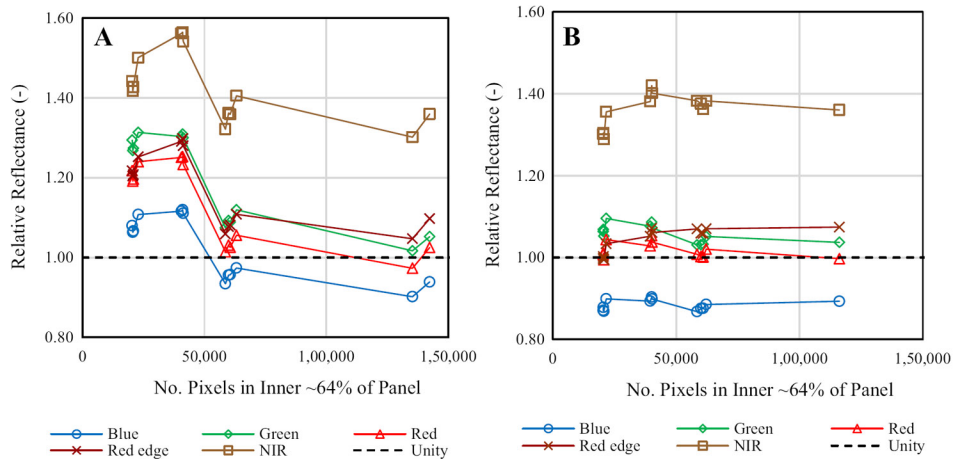 A
1.60
1.40
1.20
1.00
0.80
Relative Reflectance (-)
0
50,000
1,00,000
1,50,000
No. Pixels in Inner ~64% of Panel
Blue
Green
Red
Red edge
NIR
Unity
B
1.60
1.40
1.20
1.00
0.80
Relative Reflectance (-)
0
50,000
1,00,000
1,50,000
No. Pixels in Inner ~64% of Panel
Blue
Green
Red
Red edge
NIR
Unity